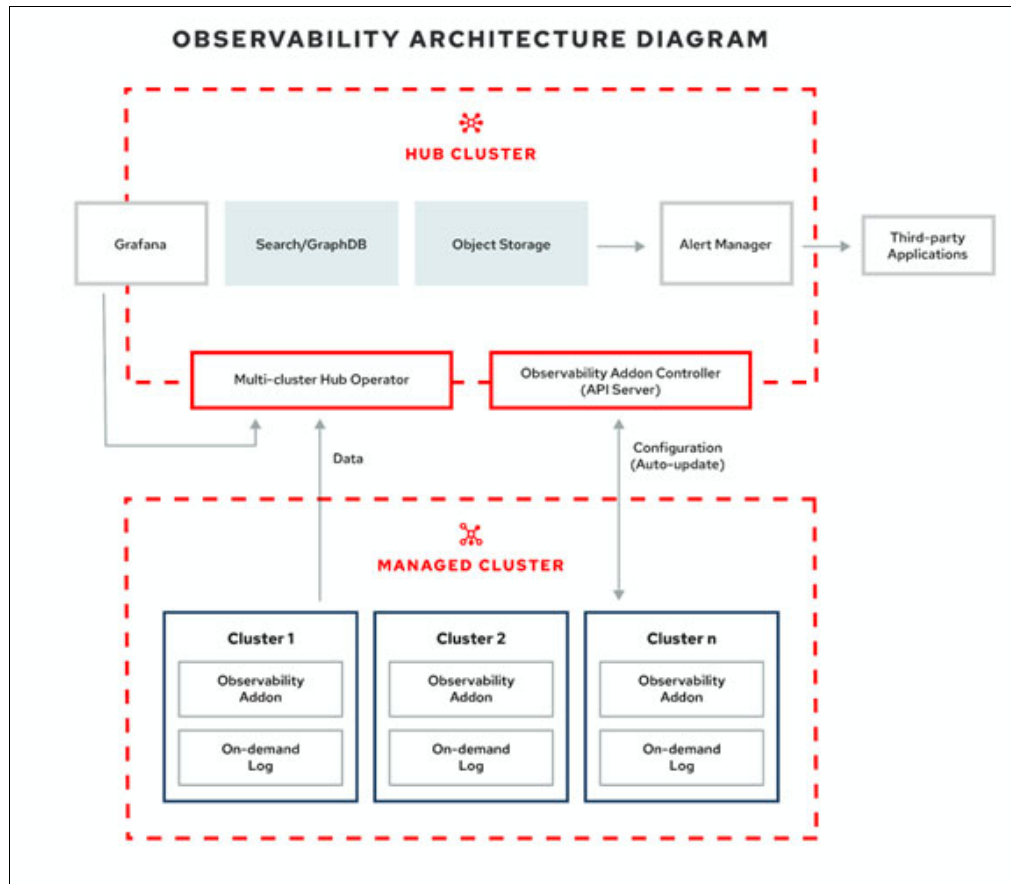 OBSERVABILITY ARCHITECTURE DIAGRAM
HUB CLUSTER
Grafana
Search/GraphDB
Object Storage
Alert Manager
Third-party
Applications
Multi-cluster Hub Operator
Observability Addon Controller
(API Server)
Data
Configuration
(Auto-update)
MANAGED CLUSTER
Cluster 1
Observability
Addon
On-demand
Log
Cluster 2
Observability
Addon
On-demand
Log
Cluster n
Observability
Addon
On-demand
Log